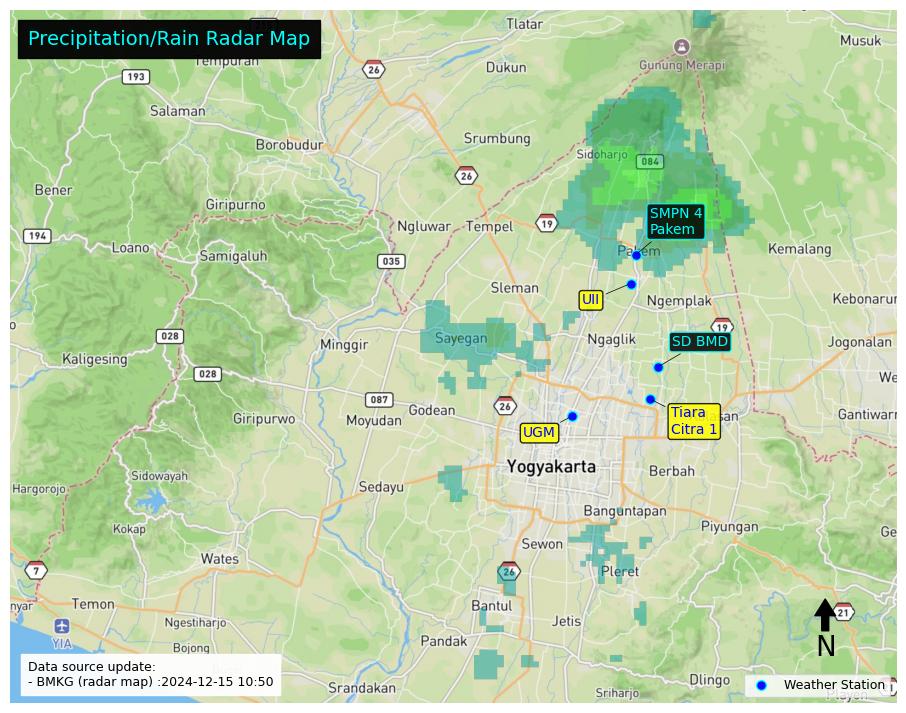 Precipitation/Rain Radar Map
Tlatar
Musuk
Tempuran
26
Dukun
Gunung Merapi
193
Salaman
Srumbung
Borobudur
Sidoharjo
084
26
Bener
Giripurno
SMPN 4
Pakem
194
Ngluwar
Tempel
19
Loano
Samigaluh
035
Pakem
Kemalang
Sleman
UII
Ngemplak
Kebonarum
028
Sayegan
Ngaglik
19
Minggir
SD BMD
Jogonalan
Kaligesing
028
087
Godean
26
Giripurwo
Moyudan
Tiara
Citra 1
Gantiwarno
UGM
Yogyakarta
Sidowayah
Berbah
Hargorojo
Sedayu
Kokap
Banguntapan
Piyungan
Wates
Sewon
7
26
Pleret
Temon
Bantul
21
Ngestiharjo
Jetis
YIA
Bojong
Pandak
N
Data source update:
- BMKG (radar map) :2024-12-15 10:50
Dlingo
Srandakan
Sriharjo
Weather Station
Playen